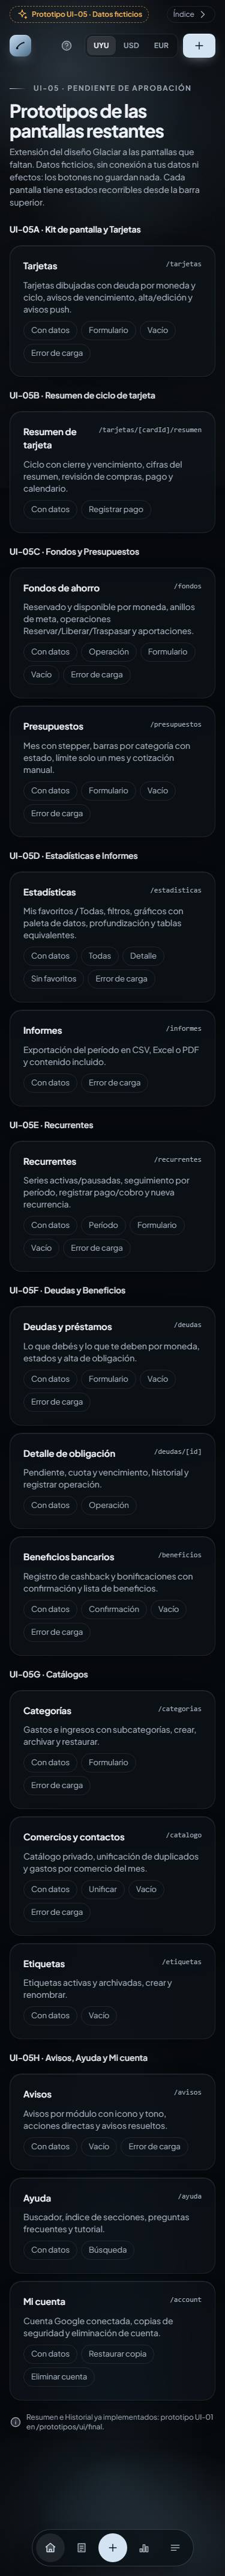 Prototipo UI-05 · Datos ficticios
Índice
UYU USD EUR
UI-05 · PENDIENTE DE APROBACIÓN
Prototipos de las
pantallas restantes
Extensión del diseño Glaciar a las pantallas que
faltan. Datos ficticios, sin conexión a tus datos ni
efectos: los botones no guardan nada. Cada
pantalla tiene estados recorribles desde la barra
superior.
UI-05A · Kit de pantalla y Tarjetas
Tarjetas
/tarjetas
Tarjetas dibujadas con deuda por moneda y
ciclo, avisos de vencimiento, alta/edición y
avisos push.
Con datos Formulario Vacío
Error de carga
UI-05B · Resumen de ciclo de tarjeta
Resumen de
tarjeta
/tarjetas/[cardId]/resumen
Ciclo con cierre y vencimiento, cifras del
resumen, revisión de compras, pago y
calendario.
Con datos Registrar pago
UI-05C · Fondos y Presupuestos
Fondos de ahorro
/fondos
Reservado y disponible por moneda, anillos
de meta, operaciones
Reservar/Liberar/Traspasar y aportaciones.
Con datos Operación Formulario
Vacío Error de carga
Presupuestos
/presupuestos
Mes con stepper, barras por categoría con
estado, límite solo un mes y cotización
manual.
Con datos Formulario Vacío
Error de carga
UI-05D · Estadísticas e Informes
Estadísticas
/estadisticas
Mis favoritos / Todas, filtros, gráficos con
paleta de datos, profundización y tablas
equivalentes.
Con datos Todas Detalle
Sin favoritos Error de carga
Informes
/informes
Exportación del período en CSV, Excel o PDF
y contenido incluido.
Con datos Error de carga
UI-05E · Recurrentes
Recurrentes
/recurrentes
Series activas/pausadas, seguimiento por
período, registrar pago/cobro y nueva
recurrencia.
Con datos Período Formulario
Vacío Error de carga
UI-05F · Deudas y Beneficios
Deudas y préstamos
/deudas
Lo que debés y lo que te deben por moneda,
estados y alta de obligación.
Con datos Formulario Vacío
Error de carga
Detalle de obligación
/deudas/[id]
Pendiente, cuota y vencimiento, historial y
registrar operación.
Con datos Operación
Beneficios bancarios
/beneficios
Registro de cashback y bonificaciones con
confirmación y lista de beneficios.
Con datos Confirmación Vacío
Error de carga
UI-05G · Catálogos
Categorías
/categorias
Gastos e ingresos con subcategorías, crear,
archivar y restaurar.
Con datos Formulario
Error de carga
Comercios y contactos
/catalogo
Catálogo privado, unificación de duplicados
y gastos por comercio del mes.
Con datos Unificar Vacío
Error de carga
Etiquetas
/etiquetas
Etiquetas activas y archivadas, crear y
renombrar.
Con datos Vacío
UI-05H · Avisos, Ayuda y Mi cuenta
Avisos
/avisos
Avisos por módulo con icono y tono,
acciones directas y avisos resueltos.
Con datos Vacío Error de carga
Ayuda
/ayuda
Buscador, índice de secciones, preguntas
frecuentes y tutorial.
Con datos Búsqueda
Mi cuenta
/account
Cuenta Google conectada, copias de
seguridad y eliminación de cuenta.
Con datos Restaurar copia
Eliminar cuenta
Resumen e Historial ya implementados: prototipo UI-01
en /prototipos/ui/final.